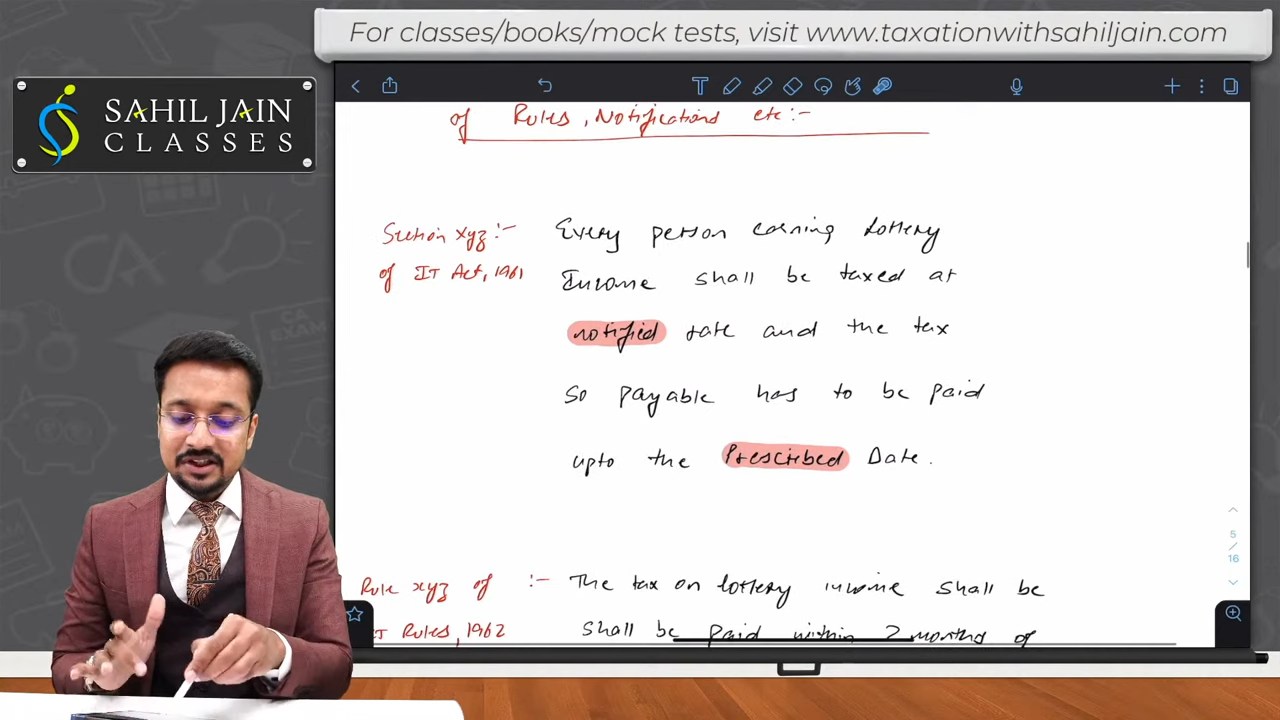 For classes/books/mock tests, visit www.taxationwithsahiljain.com
SAHIL JAIN
CLASSES
of Rules, Notifications etc:-
Section xyz:- Every person earning Lottery
of IT Act, 1961 Income shall be taxed at
notified rate and the tax
so payable has to be paid
upto the Prescribed Date.
5
/
16
Rule xyz of :- The tax on lottery income shall be
IT Rules, 1962 shall be paid within 2 months of